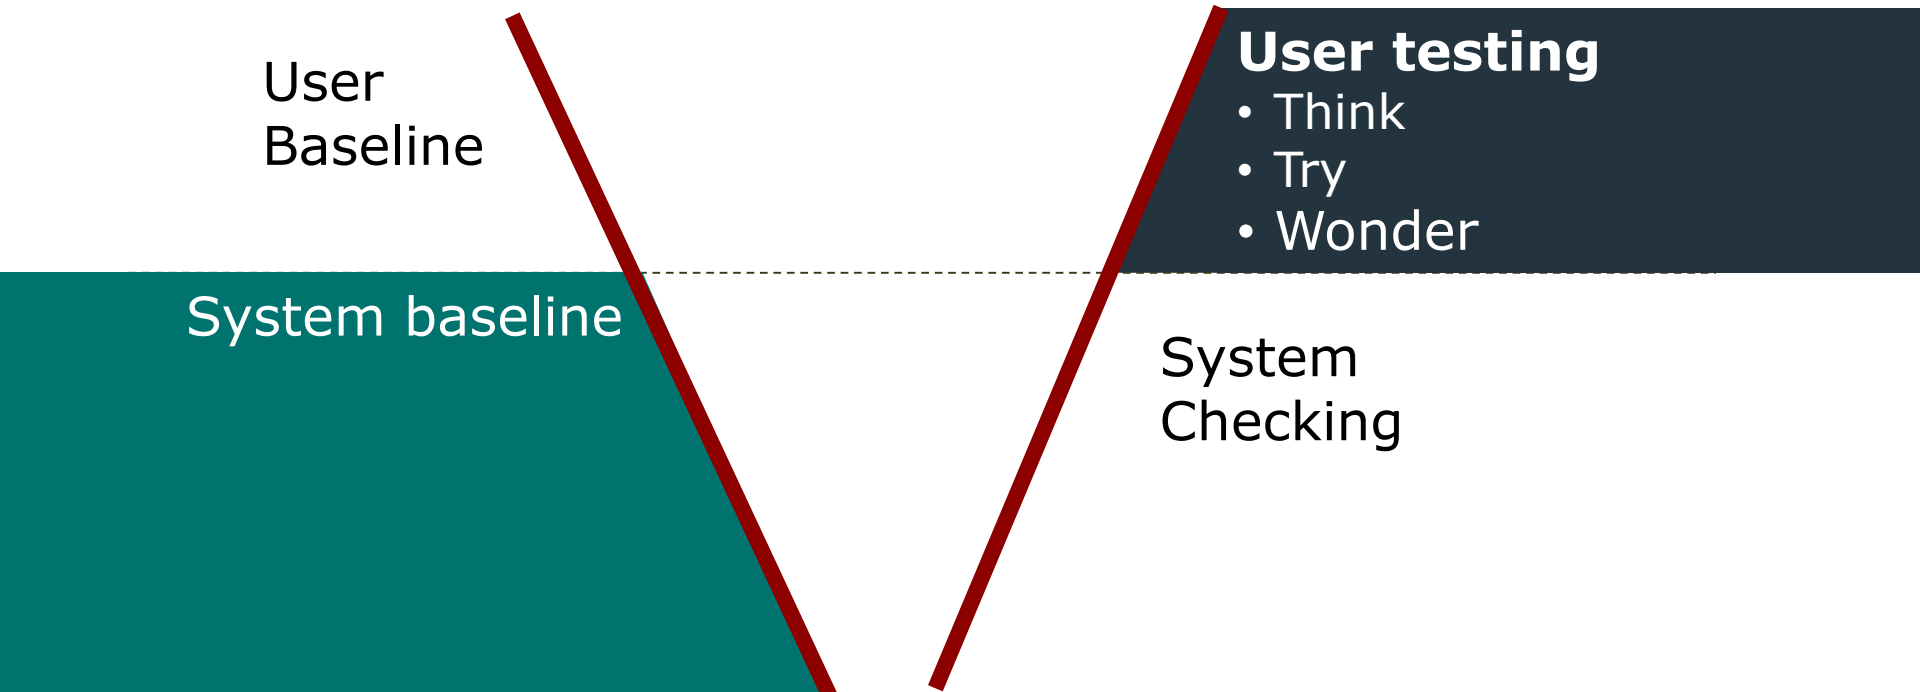 User
Baseline
System baseline
User testing
• Think
• Try
• Wonder
System
Checking